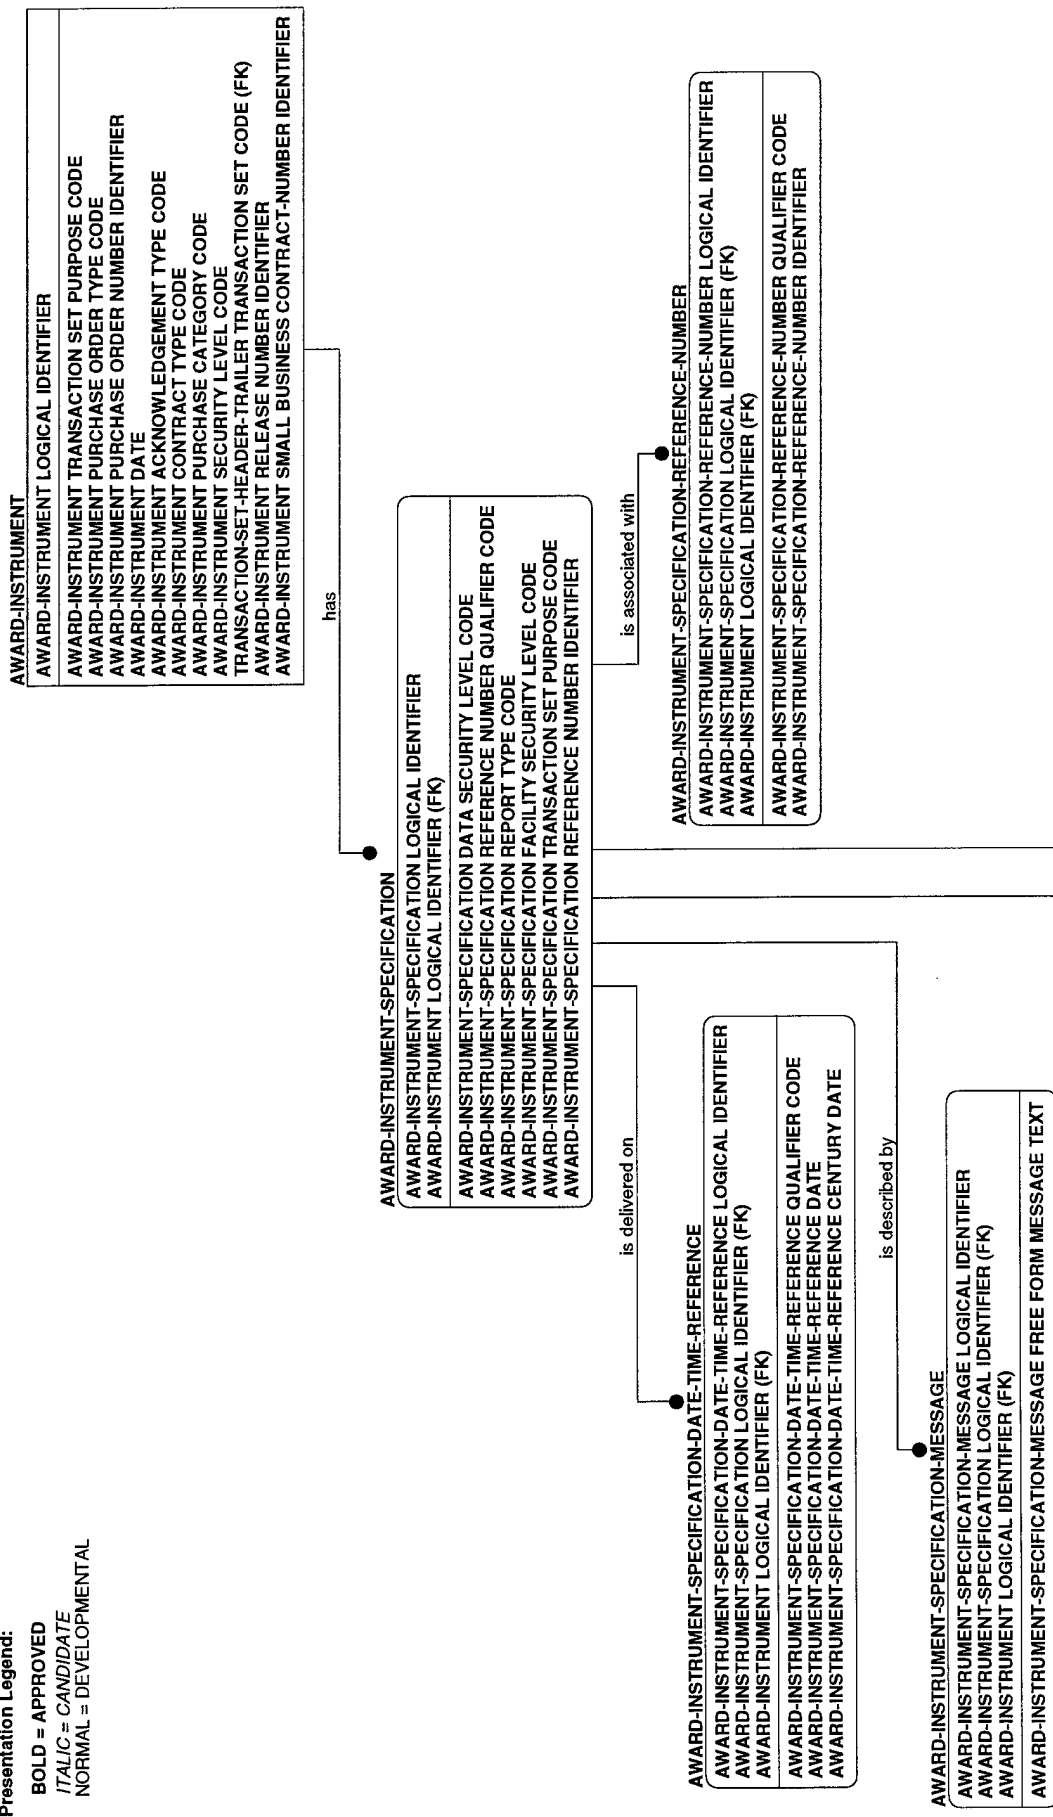 Presentation Legend:
BOLD = APPROVED
ITALIC = CANDIDATE
NORMAL = DEVELOPMENTAL
AWARD-INSTRUMENT
AWARD-INSTRUMENT LOGICAL IDENTIFIER
AWARD-INSTRUMENT TRANSACTION SET PURPOSE CODE
AWARD-INSTRUMENT PURCHASE ORDER TYPE CODE
AWARD-INSTRUMENT PURCHASE ORDER NUMBER IDENTIFIER
AWARD-INSTRUMENT DATE
AWARD-INSTRUMENT ACKNOWLEDGEMENT TYPE CODE
AWARD-INSTRUMENT CONTRACT TYPE CODE
AWARD-INSTRUMENT PURCHASE CATEGORY CODE
AWARD-INSTRUMENT SECURITY LEVEL CODE
TRANSACTION-SET-HEADER-TRAILER TRANSACTION SET CODE (FK)
AWARD-INSTRUMENT RELEASE NUMBER IDENTIFIER
AWARD-INSTRUMENT SMALL BUSINESS CONTRACT-NUMBER IDENTIFIER
has
AWARD-INSTRUMENT-SPECIFICATION
AWARD-INSTRUMENT-SPECIFICATION LOGICAL IDENTIFIER
AWARD-INSTRUMENT LOGICAL IDENTIFIER (FK)
AWARD-INSTRUMENT-SPECIFICATION DATA SECURITY LEVEL CODE
AWARD-INSTRUMENT-SPECIFICATION REFERENCE NUMBER QUALIFIER CODE
AWARD-INSTRUMENT-SPECIFICATION REPORT TYPE CODE
AWARD-INSTRUMENT-SPECIFICATION FACILITY SECURITY LEVEL CODE
AWARD-INSTRUMENT-SPECIFICATION TRANSACTION SET PURPOSE CODE
AWARD-INSTRUMENT-SPECIFICATION REFERENCE NUMBER IDENTIFIER
is delivered on
is associated with
AWARD-INSTRUMENT-SPECIFICATION-DATE-TIME-REFERENCE
AWARD-INSTRUMENT-SPECIFICATION-DATE-TIME-REFERENCE LOGICAL IDENTIFIER
AWARD-INSTRUMENT-SPECIFICATION LOGICAL IDENTIFIER (FK)
AWARD-INSTRUMENT LOGICAL IDENTIFIER (FK)
AWARD-INSTRUMENT-SPECIFICATION-DATE-TIME-REFERENCE QUALIFIER CODE
AWARD-INSTRUMENT-SPECIFICATION-DATE-TIME-REFERENCE DATE
AWARD-INSTRUMENT-SPECIFICATION-DATE-TIME-REFERENCE CENTURY DATE
AWARD-INSTRUMENT-SPECIFICATION-REFERENCE-NUMBER
AWARD-INSTRUMENT-SPECIFICATION-REFERENCE-NUMBER LOGICAL IDENTIFIER
AWARD-INSTRUMENT-SPECIFICATION LOGICAL IDENTIFIER (FK)
AWARD-INSTRUMENT LOGICAL IDENTIFIER (FK)
AWARD-INSTRUMENT-SPECIFICATION-REFERENCE-NUMBER QUALIFIER CODE
AWARD-INSTRUMENT-SPECIFICATION-REFERENCE-NUMBER IDENTIFIER
is described by
AWARD-INSTRUMENT-SPECIFICATION-MESSAGE
AWARD-INSTRUMENT-SPECIFICATION-MESSAGE LOGICAL IDENTIFIER
AWARD-INSTRUMENT-SPECIFICATION LOGICAL IDENTIFIER (FK)
AWARD-INSTRUMENT LOGICAL IDENTIFIER (FK)
AWARD-INSTRUMENT-SPECIFICATION-MESSAGE FREE FORM MESSAGE TEXT